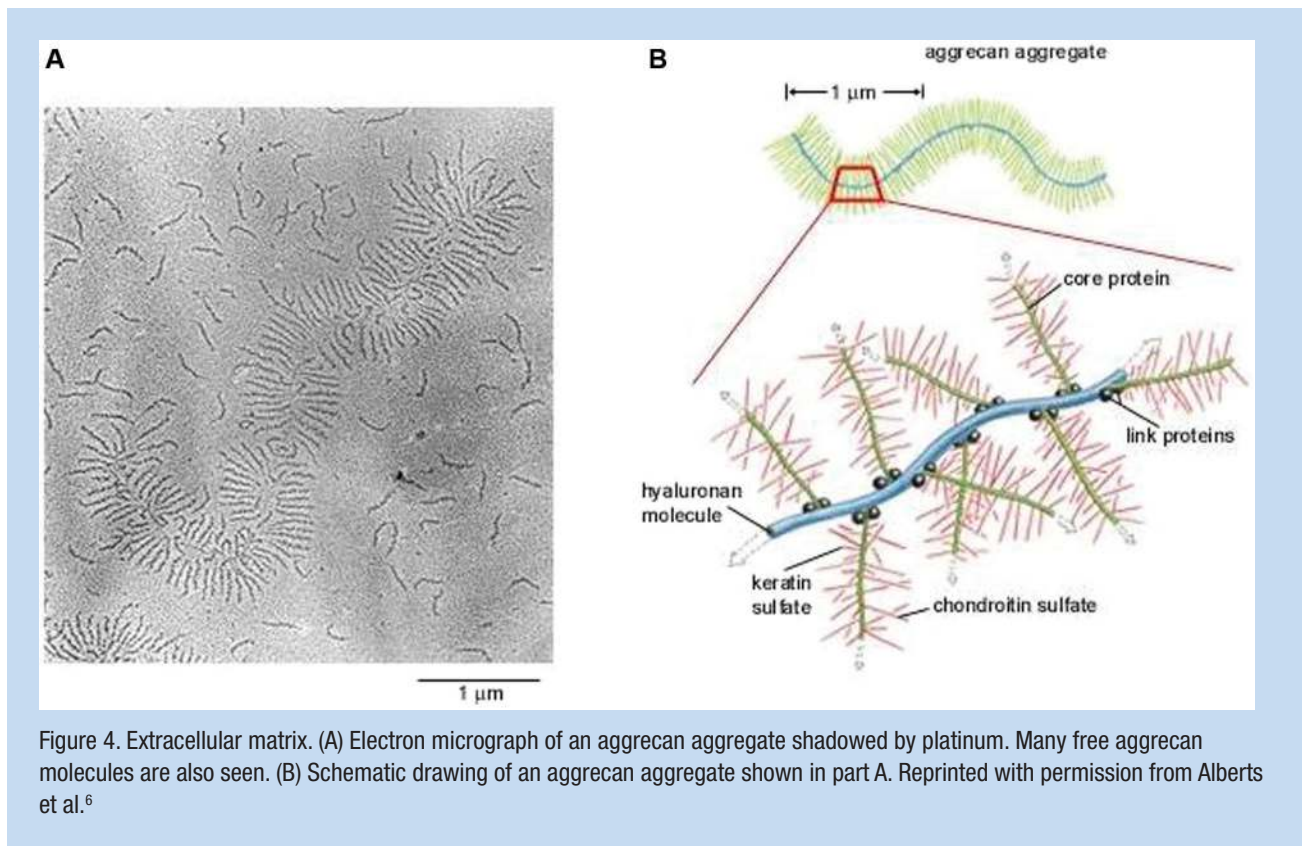 A
B
aggrecan aggregate
1 μm
core protein
link proteins
hyaluronan
molecule
keratin
sulfate
chondroitin sulfate
1 μm
Figure 4. Extracellular matrix. (A) Electron micrograph of an aggrecan aggregate shadowed by platinum. Many free aggrecan
molecules are also seen. (B) Schematic drawing of an aggrecan aggregate shown in part A. Reprinted with permission from Alberts
et al.6